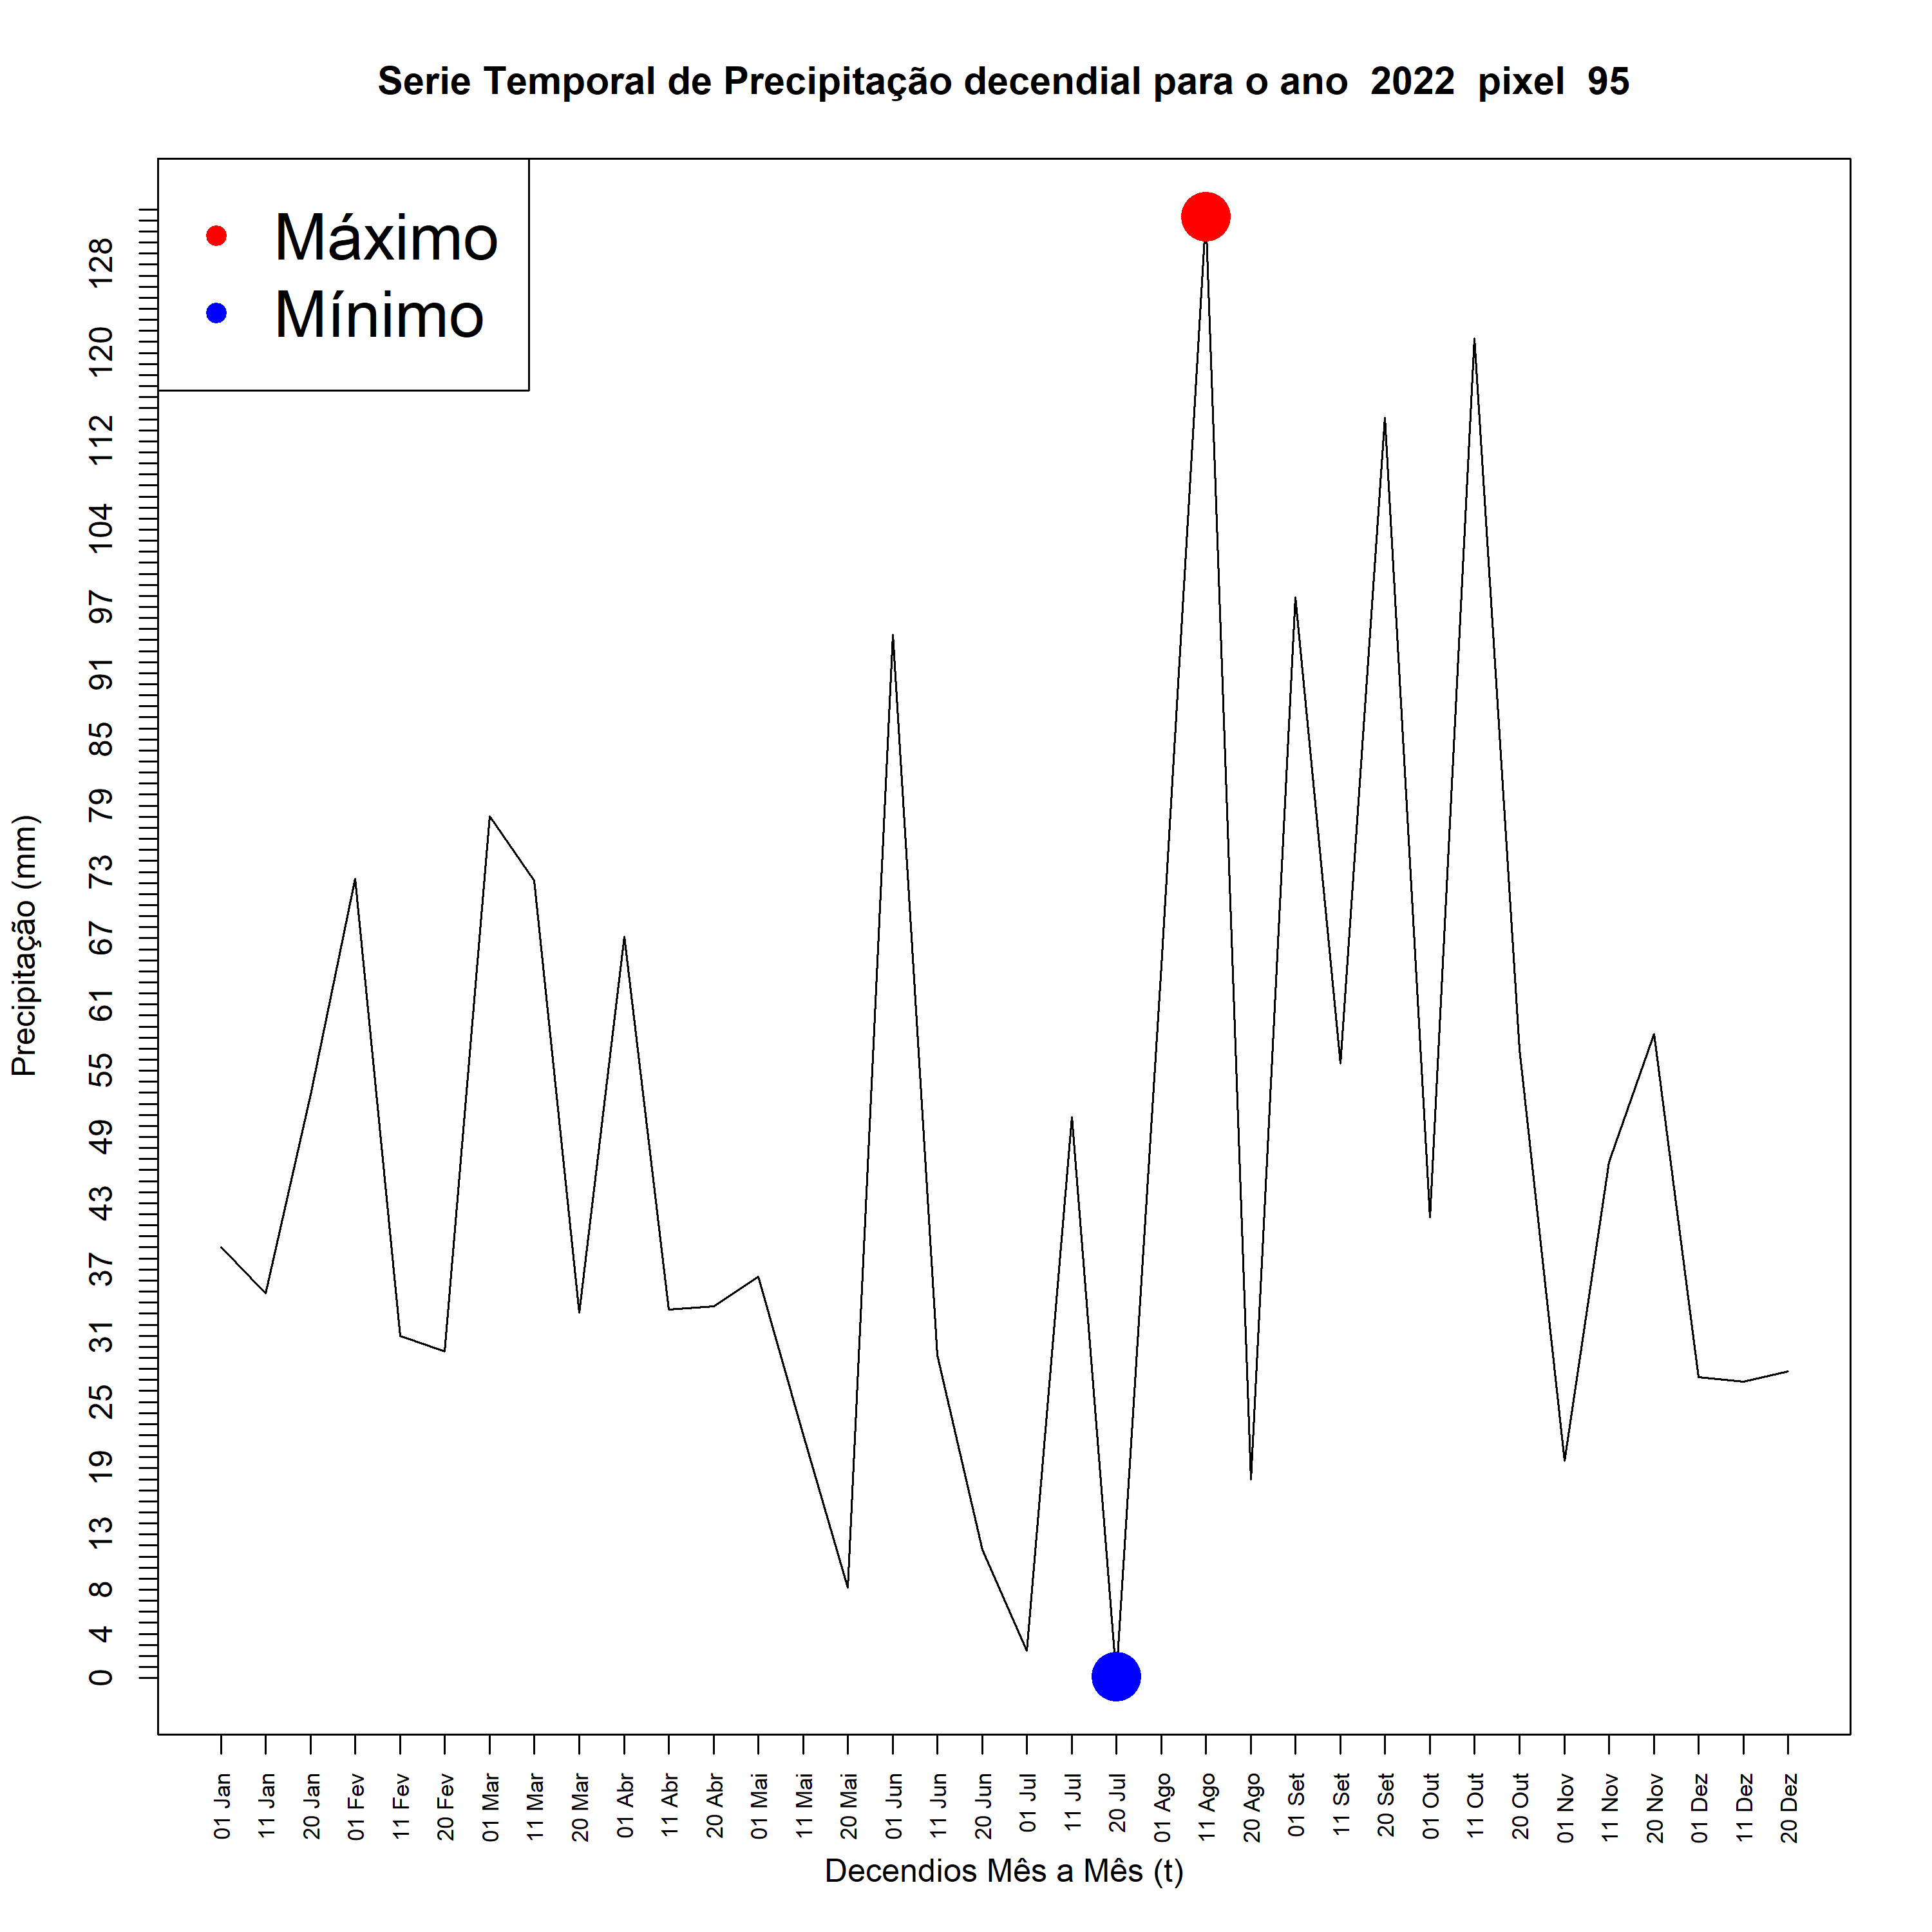 Serie Temporal de Precipitação decendial para o ano  2022  pixel  95
Máximo
Mínimo
Precipitação (mm)
128
120
112
104
97
91
85
79
73
67
61
55
49
43
37
31
25
19
13
8
4
0
01 Jan
11 Jan
20 Jan
01 Fev
11 Fev
20 Fev
01 Mar
11 Mar
20 Mar
01 Abr
11 Abr
20 Abr
01 Mai
11 Mai
20 Mai
01 Jun
11 Jun
20 Jun
01 Jul
11 Jul
20 Jul
01 Ago
11 Ago
20 Ago
01 Set
11 Set
20 Set
01 Out
11 Out
20 Out
01 Nov
11 Nov
20 Nov
01 Dez
11 Dez
20 Dez
Decendios Mês a Mês (t)